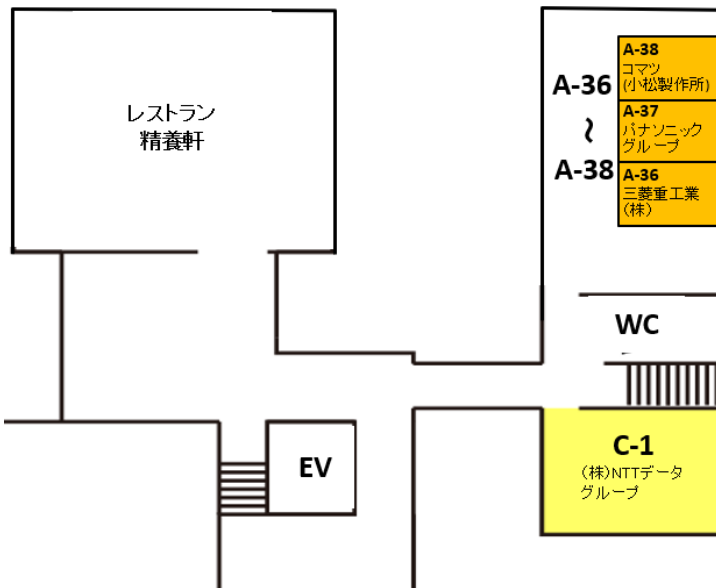 レストラン
精養軒
A-36
~
A-38
A-38
コマツ
(小松製作所)
A-37
パナソニック
グループ
A-36
三菱重工業
(株)
WC
EV
C-1
(株)NTTデータ
グループ